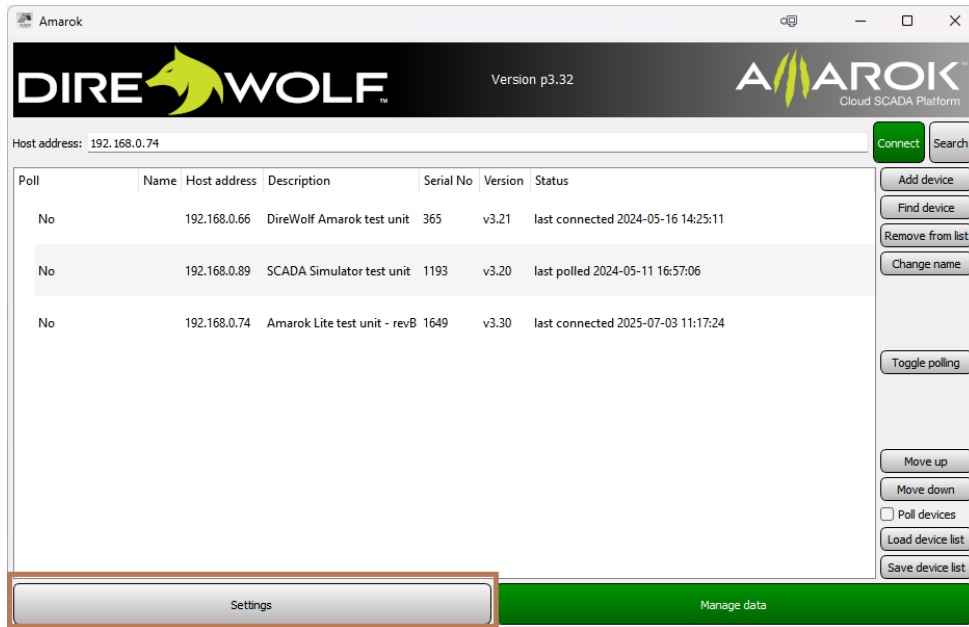 Amarok
DIRE WOLF™
Version p3.32
AMAROK™
Cloud SCADA Platform
Host address: 192.168.0.74
Connect
Search
Poll Name Host address Description Serial No Version Status
No 192.168.0.66 DireWolf Amarok test unit 365 v3.21 last connected 2024-05-16 14:25:11
No 192.168.0.89 SCADA Simulator test unit 1193 v3.20 last polled 2024-05-11 16:57:06
No 192.168.0.74 Amarok Lite test unit - revB 1649 v3.30 last connected 2025-07-03 11:17:24
Add device
Find device
Remove from list
Change name
Toggle polling
Move up
Move down
Poll devices
Load device list
Save device list
Settings
Manage data